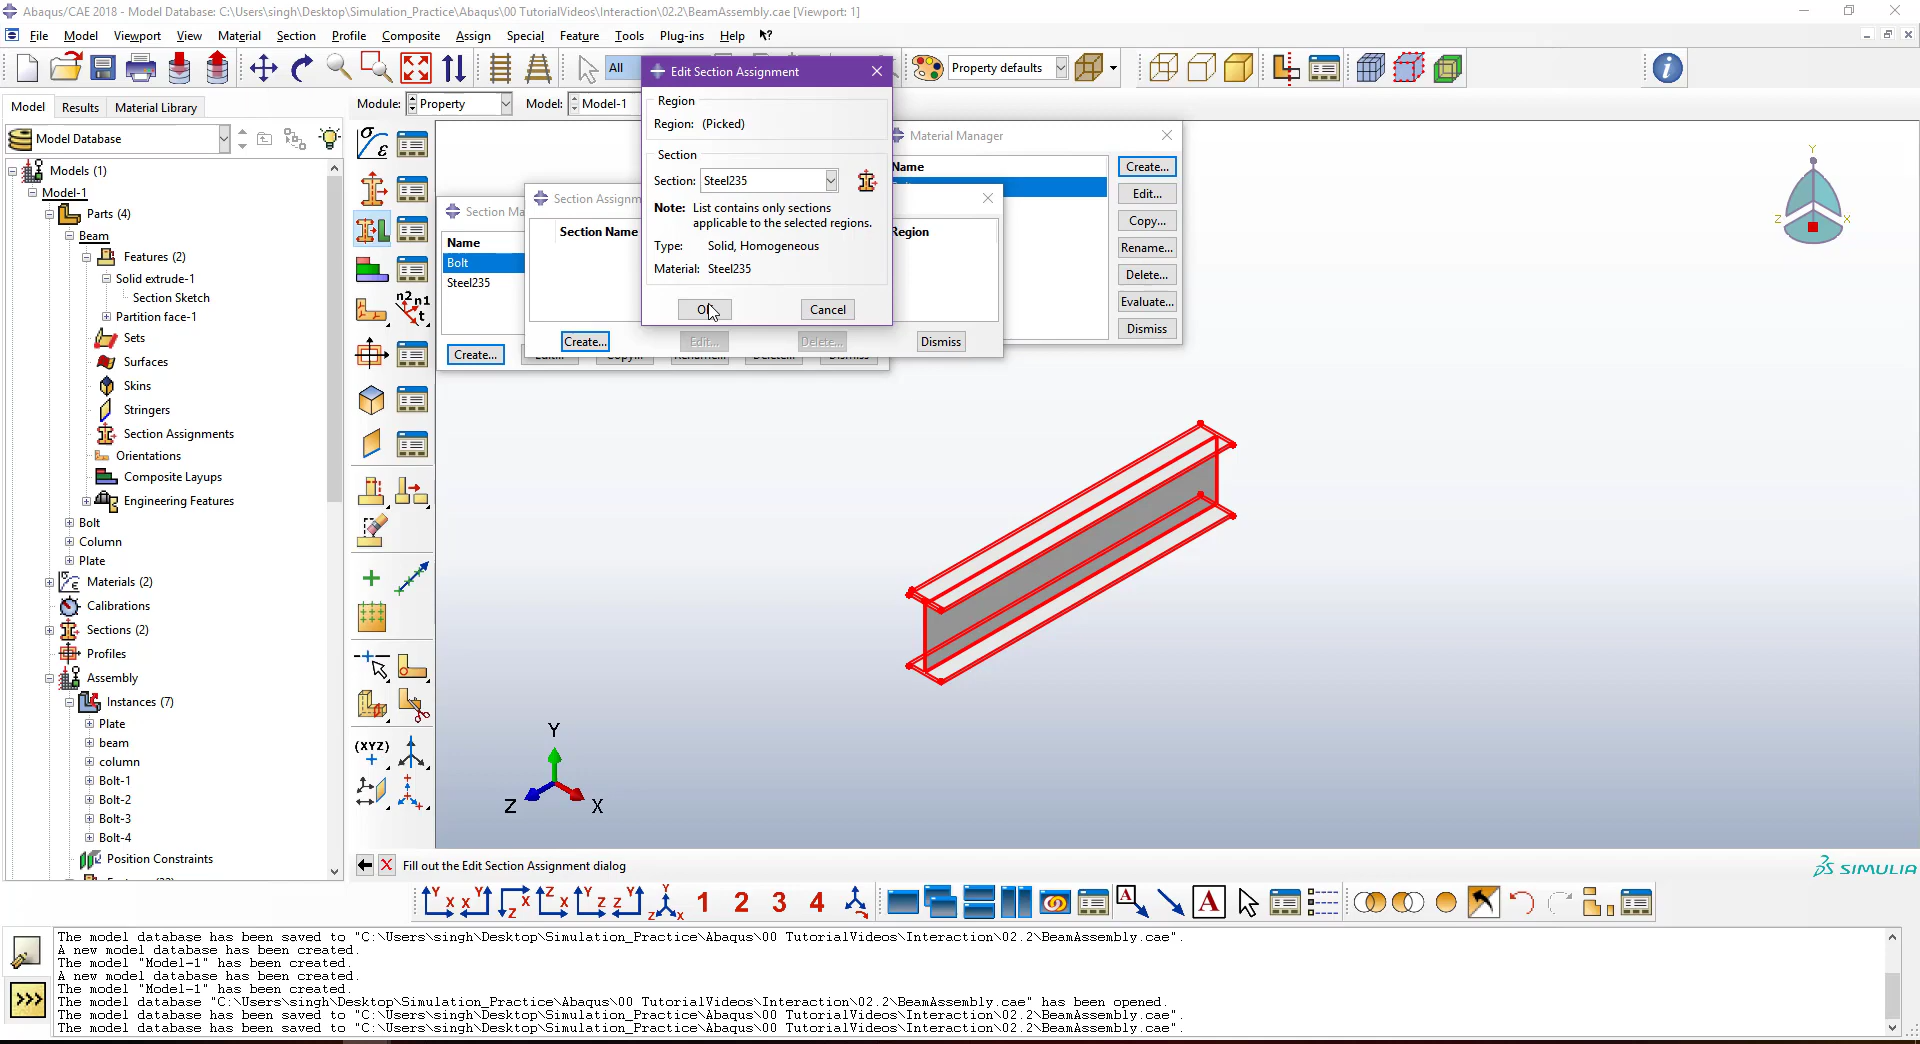 Abaqus/CAE 2018 - Model Database: C:\Users\singh\Desktop\Simulation_Practice\Abaqus\00 TutorialVideos\Interaction\02.2\BeamAssembly.cae [Viewport: 1]
File Model Viewport View Material Section Profile Composite Assign Special Feature Tools Plug-ins Help
All
Property defaults
Edit Section Assignment
Region
Region: (Picked)
Section
Section: Steel235
Note: List contains only sections
applicable to the selected regions.
Type: Solid, Homogeneous
Material: Steel235
Cancel
Model Results Material Library
Module: Property Model: Model-1
Model Database
Models (1)
Model-1
Parts (4)
Beam
Features (2)
Solid extrude-1
Section Sketch
Partition face-1
Sets
Surfaces
Skins
Stringers
Section Assignments
Orientations
Composite Layups
Engineering Features
Bolt
Column
Plate
Materials (2)
Calibrations
Sections (2)
Profiles
Assembly
Instances (7)
Plate
beam
column
Bolt-1
Bolt-2
Bolt-3
Bolt-4
Position Constraints
n2 n1
t
(XYZ)
Section Ma
Name
Bolt
Steel235
Create...
Section Assignm
Section Name
Region
Create... Edit... Delete... Dismiss
Material Manager
Name
Create...
Edit...
Copy...
Rename...
Delete...
Evaluate...
Dismiss
Y
Z X
Y
Z X
Fill out the Edit Section Assignment dialog
SIMULIA
1 2 3 4
A A
The model database has been saved to "C:\Users\singh\Desktop\Simulation_Practice\Abaqus\00 TutorialVideos\Interaction\02.2\BeamAssembly.cae".
A new model database has been created.
The model "Model-1" has been created.
A new model database has been created.
The model "Model-1" has been created.
The model database "C:\Users\singh\Desktop\Simulation_Practice\Abaqus\00 TutorialVideos\Interaction\02.2\BeamAssembly.cae" has been opened.
The model database has been saved to "C:\Users\singh\Desktop\Simulation_Practice\Abaqus\00 TutorialVideos\Interaction\02.2\BeamAssembly.cae".
The model database has been saved to "C:\Users\singh\Desktop\Simulation_Practice\Abaqus\00 TutorialVideos\Interaction\02.2\BeamAssembly.cae".